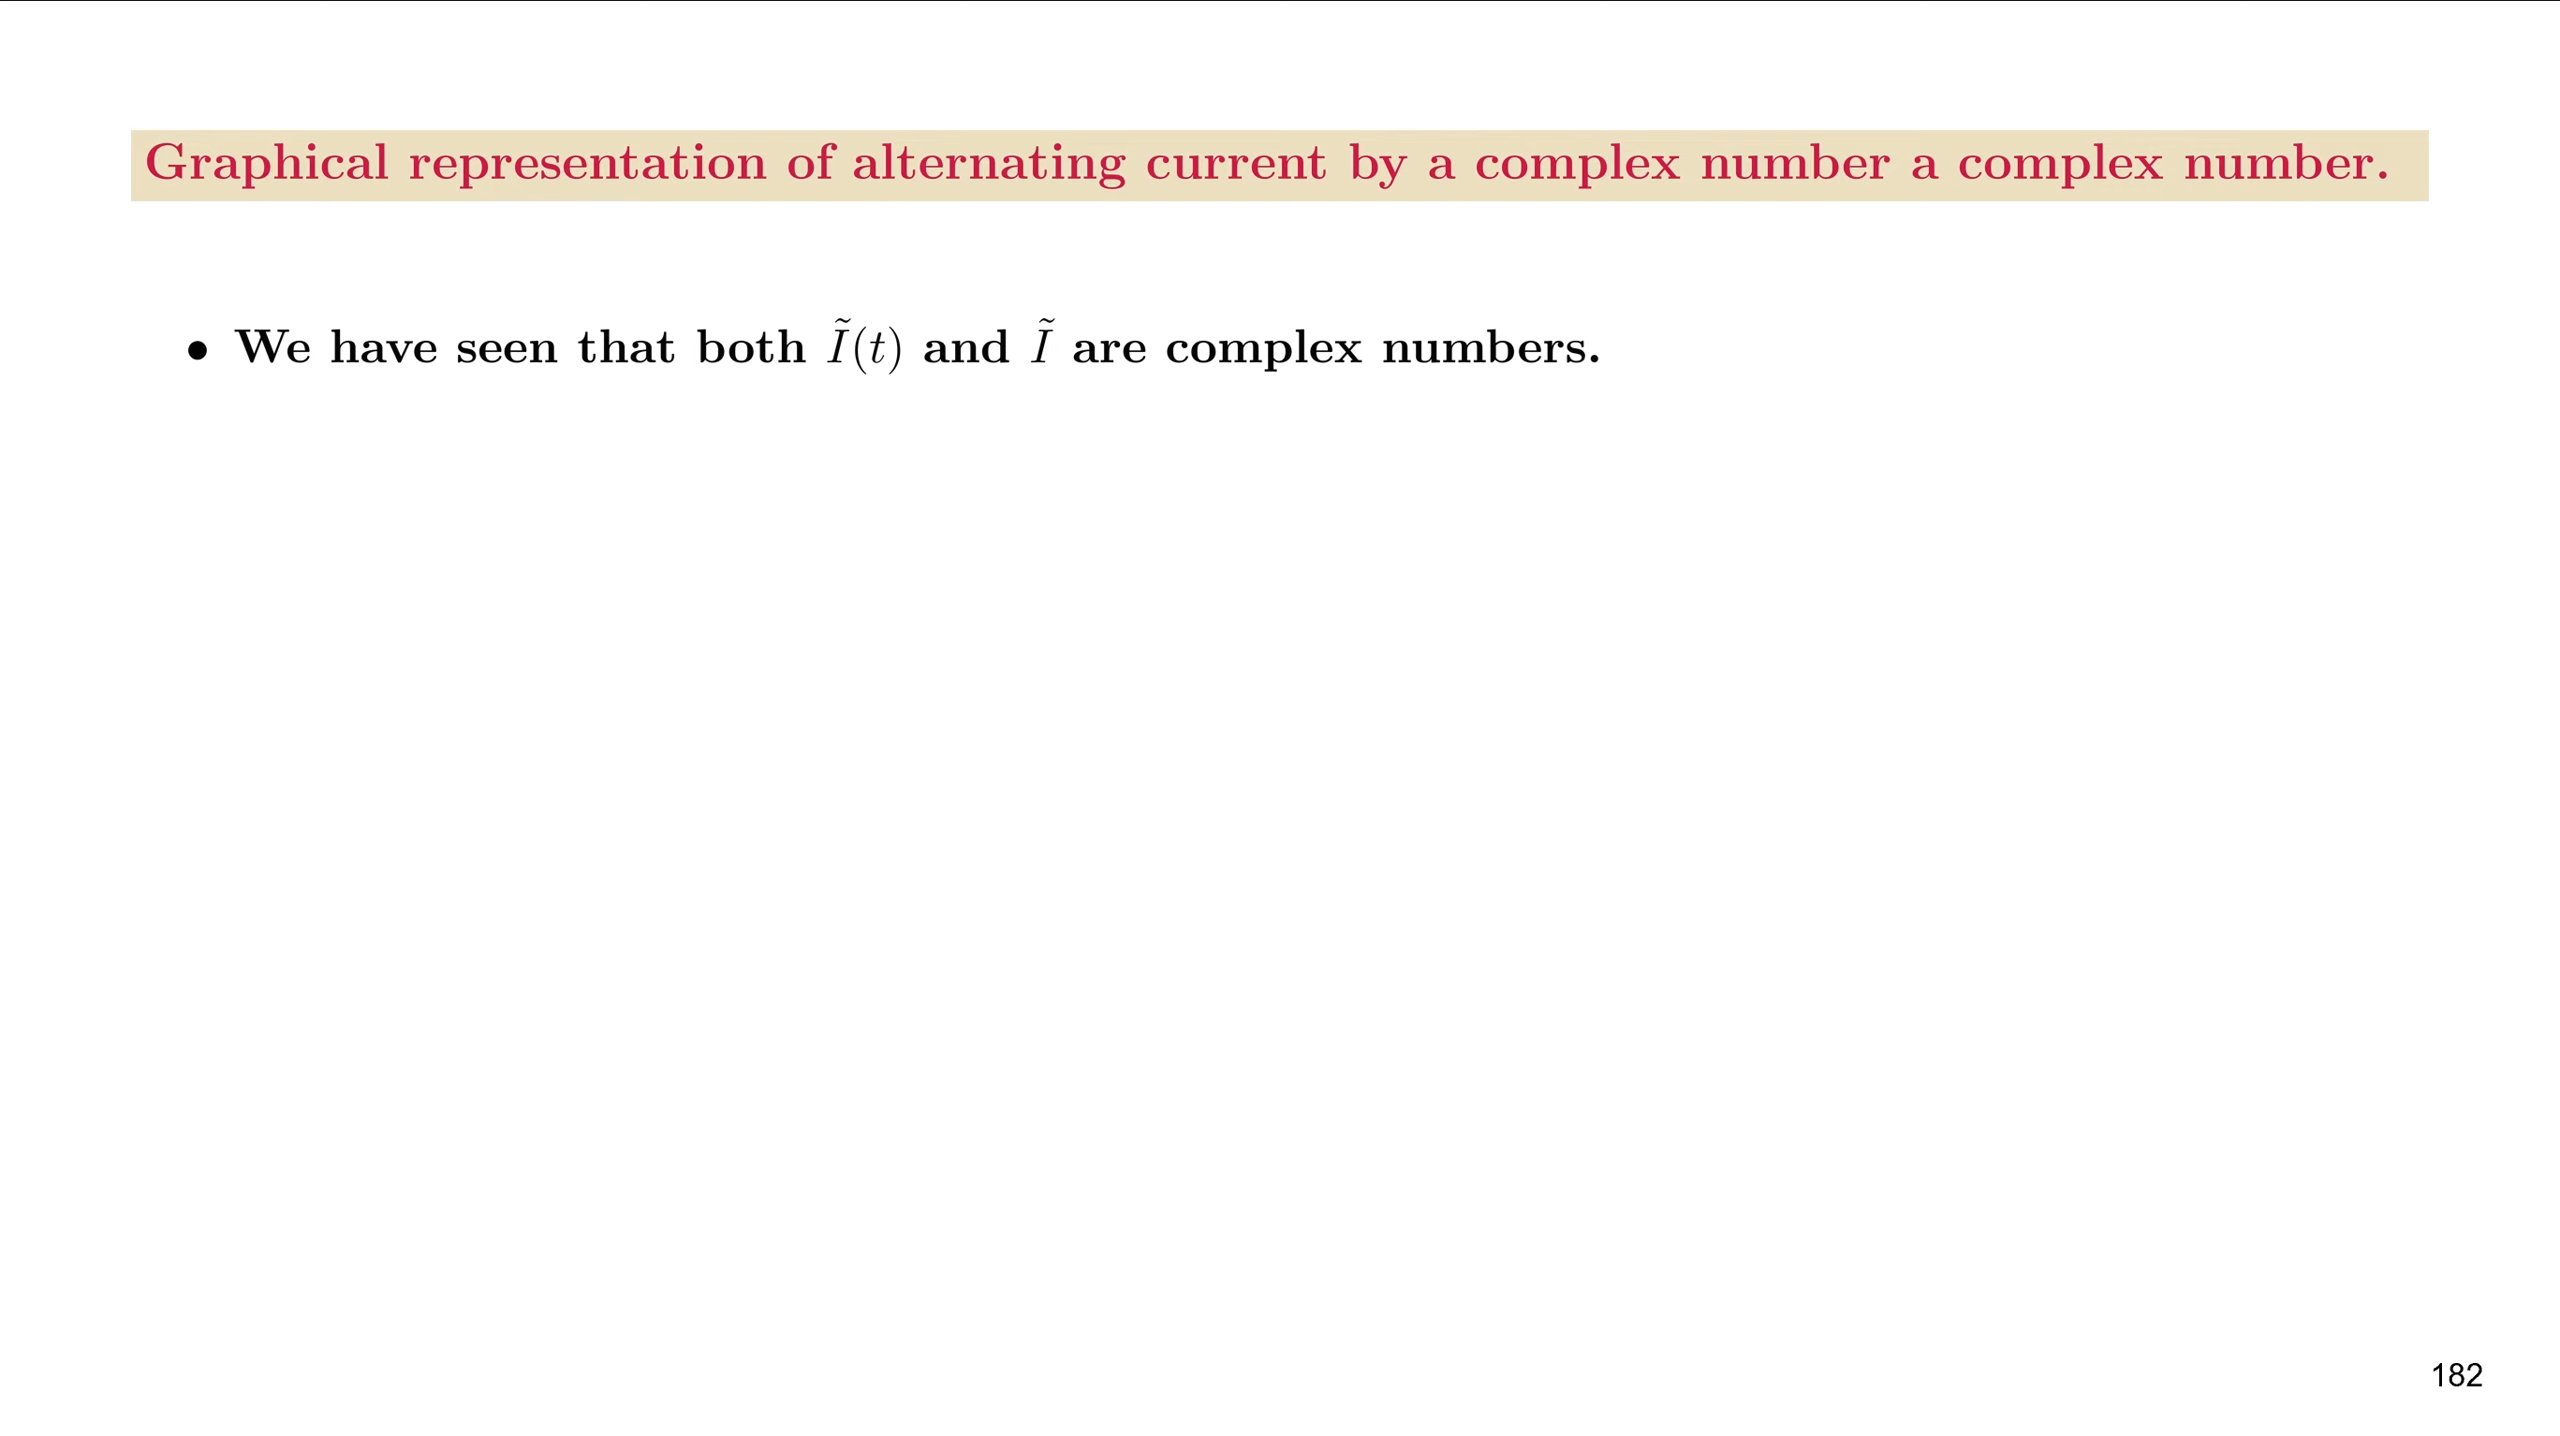 Graphical representation of alternating current by a complex number a complex number.
• We have seen that both Ĩ(t) and Ĩ are complex numbers.
182